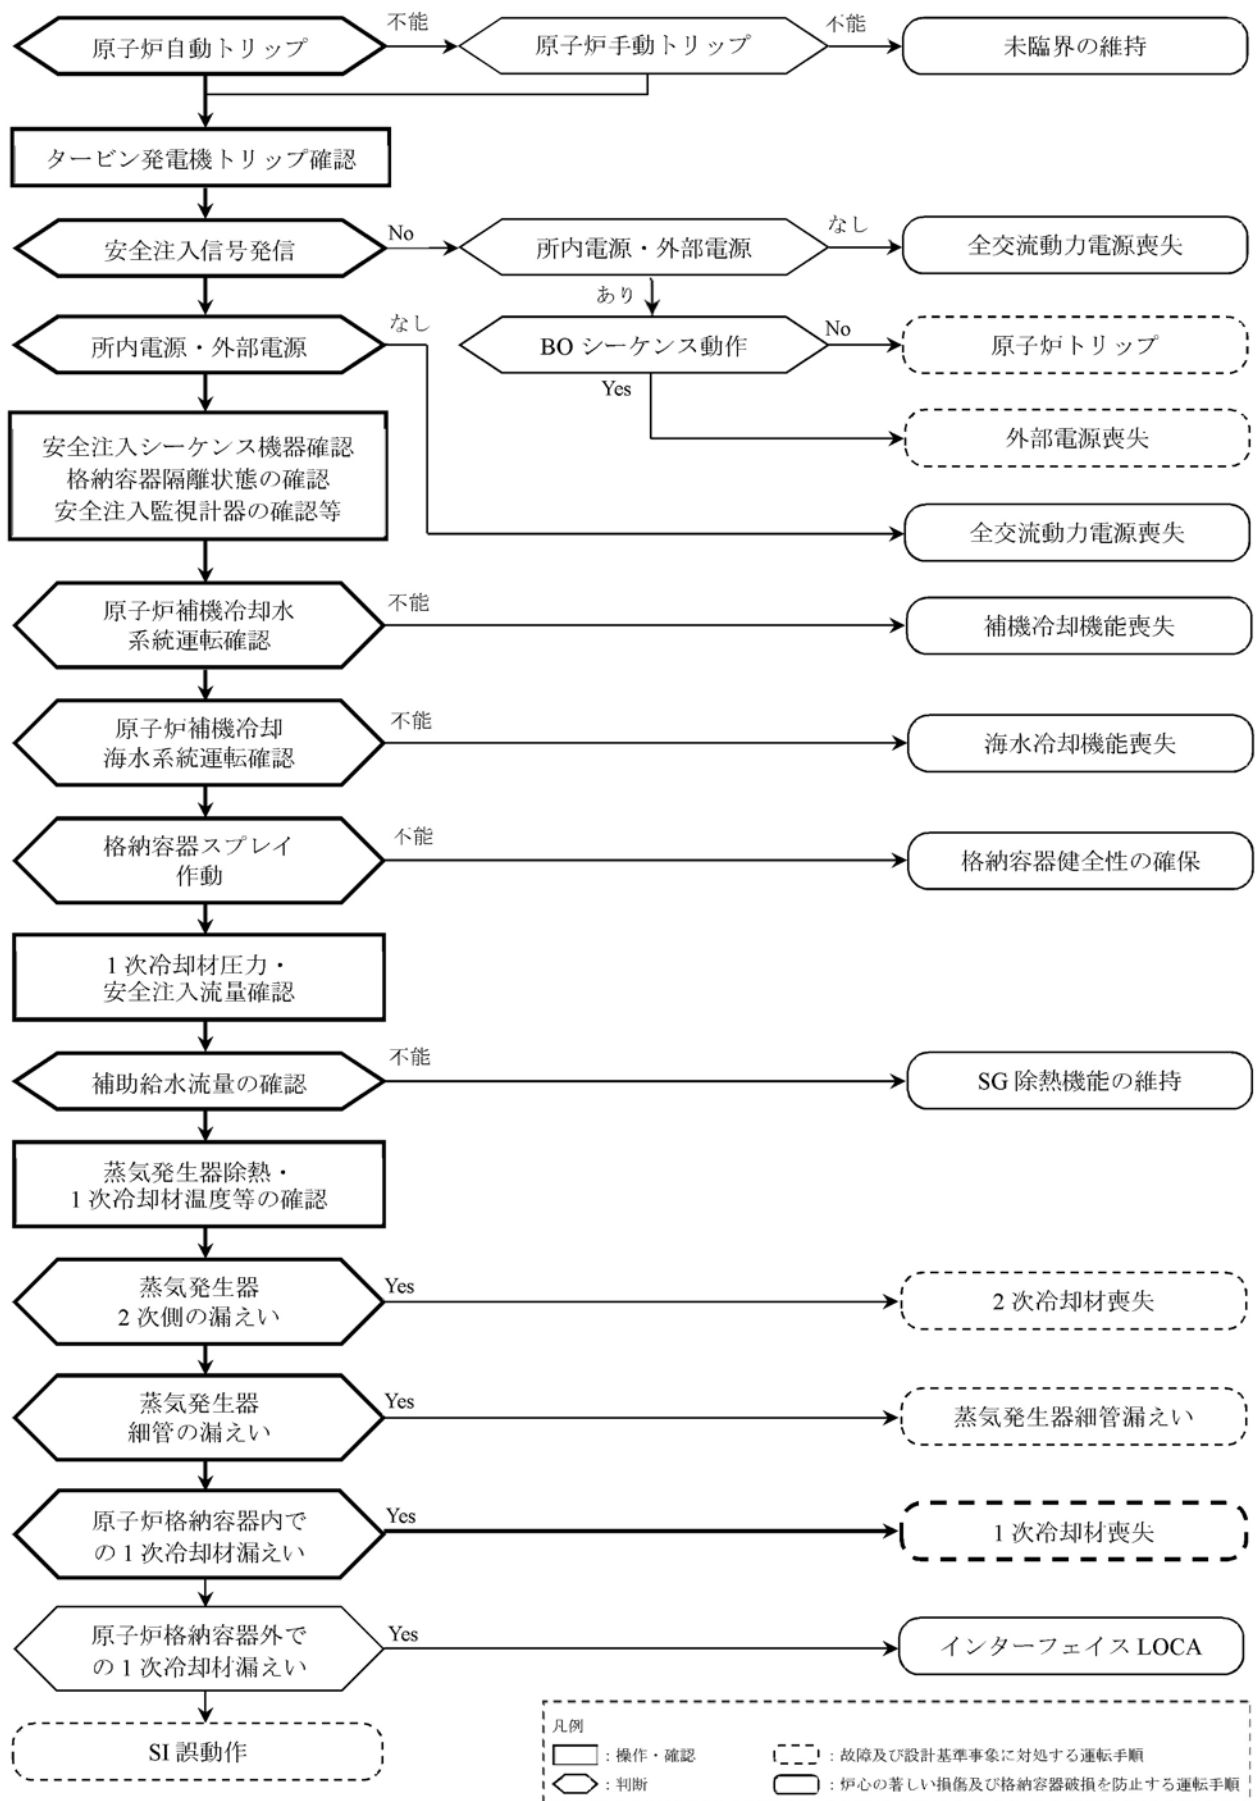 原子炉自動トリップ
不能
原子炉手動トリップ
不能
未臨界の維持
タービン発電機トリップ確認
安全注入信号発信
No
所内電源・外部電源
なし
全交流動力電源喪失
あり
所内電源・外部電源
なし
BO シーケンス動作
No
原子炉トリップ
Yes
外部電源喪失
安全注入シーケンス機器確認
格納容器隔離状態の確認
安全注入監視計器の確認等
全交流動力電源喪失
原子炉補機冷却水
系統運転確認
不能
補機冷却機能喪失
原子炉補機冷却
海水系統運転確認
不能
海水冷却機能喪失
格納容器スプレイ
作動
不能
格納容器健全性の確保
1 次冷却材圧力・
安全注入流量確認
補助給水流量の確認
不能
SG 除熱機能の維持
蒸気発生器除熱・
1 次冷却材温度等の確認
蒸気発生器
2 次側の漏えい
Yes
2 次冷却材喪失
蒸気発生器
細管の漏えい
Yes
蒸気発生器細管漏えい
原子炉格納容器内で
の 1 次冷却材漏えい
Yes
1 次冷却材喪失
原子炉格納容器外で
の 1 次冷却材漏えい
Yes
インターフェイス LOCA
SI 誤動作
凡例
：操作・確認
：故障及び設計基準事象に対処する運転手順
：判断
：炉心の著しい損傷及び格納容器破損を防止する運転手順